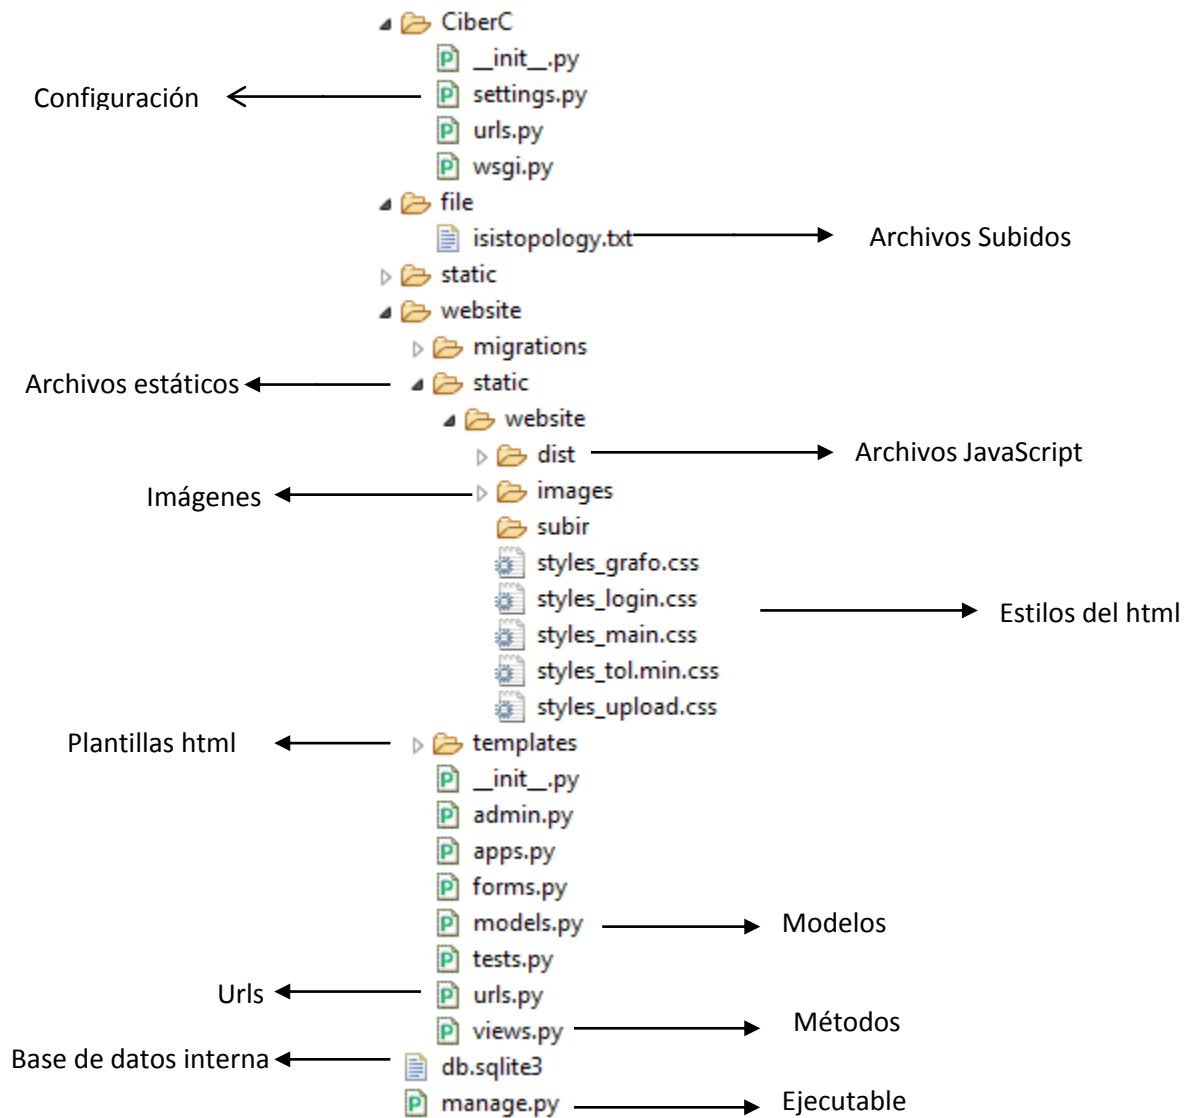 CiberC
__init__.py
Configuración
settings.py
urls.py
wsgi.py
file
isistopology.txt
Archivos Subidos
static
website
migrations
Archivos estáticos
static
website
dist
Archivos JavaScript
Imágenes
images
subir
styles_grafo.css
styles_login.css
Estilos del html
styles_main.css
styles_tol.min.css
styles_upload.css
Plantillas html
templates
__init__.py
admin.py
apps.py
forms.py
models.py
Modelos
tests.py
Urls
urls.py
views.py
Métodos
Base de datos interna
db.sqlite3
manage.py
Ejecutable